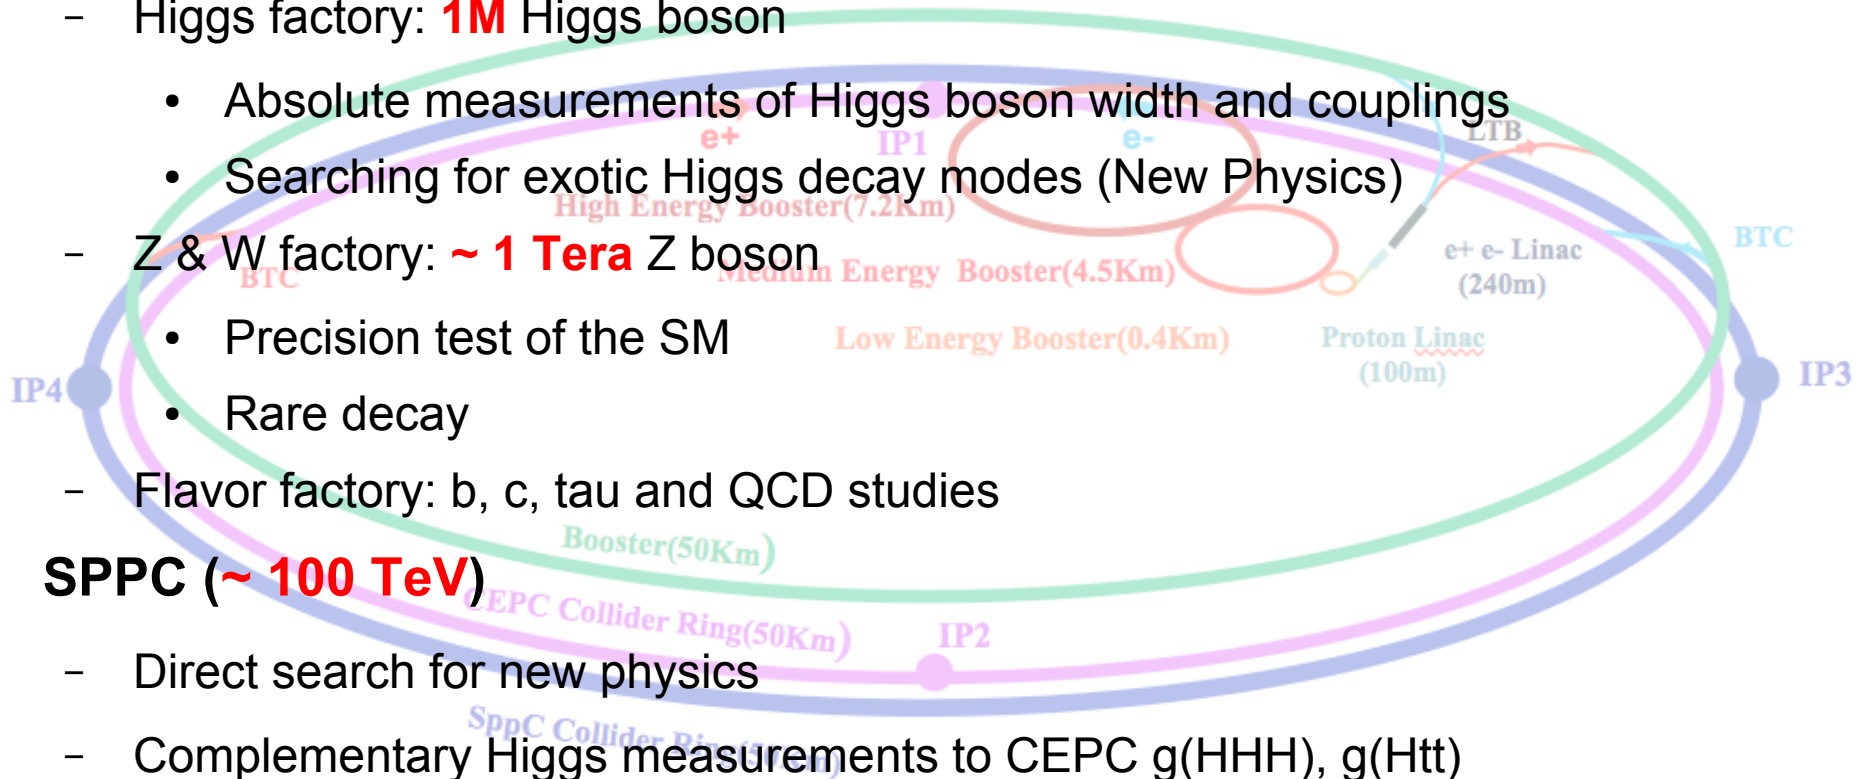 – Higgs factory: 1M Higgs boson
• Absolute measurements of Higgs boson width and couplings
e+ IP1 e- LTB
• Searching for exotic Higgs decay modes (New Physics)
High Energy Booster(7.2Km)
– Z & W factory: ~ 1 Tera Z boson
BTC
e+ e- Linac
(240m)
BTC
Medium Energy Booster(4.5Km)
• Precision test of the SM
Low Energy Booster(0.4Km)
Proton Linac
(100m)
IP4
IP3
• Rare decay
– Flavor factory: b, c, tau and QCD studies
Booster(50Km)
SPPC (~ 100 TeV)
CEPC Collider Ring(50Km)
IP2
– Direct search for new physics
SppC Collider Ring(50Km)
– Complementary Higgs measurements to CEPC g(HHH), g(Htt)